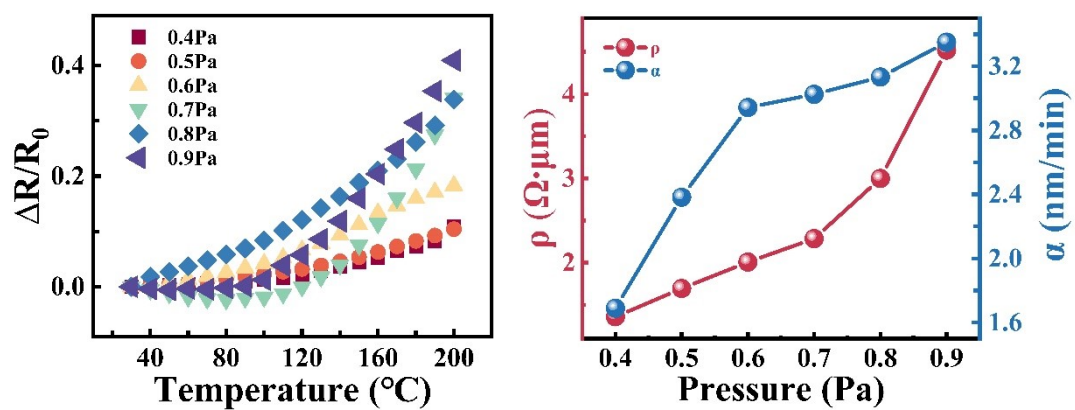 0.4Pa
0.5Pa
0.6Pa
0.7Pa
0.8Pa
0.9Pa
ΔR/R0
0.4
0.2
0.0
40 80 120 160 200
Temperature (℃)
ρ
α
ρ (Ω·μm)
4
3
2
α (nm/min)
3.2
2.8
2.4
2.0
1.6
0.4 0.5 0.6 0.7 0.8 0.9
Pressure (Pa)